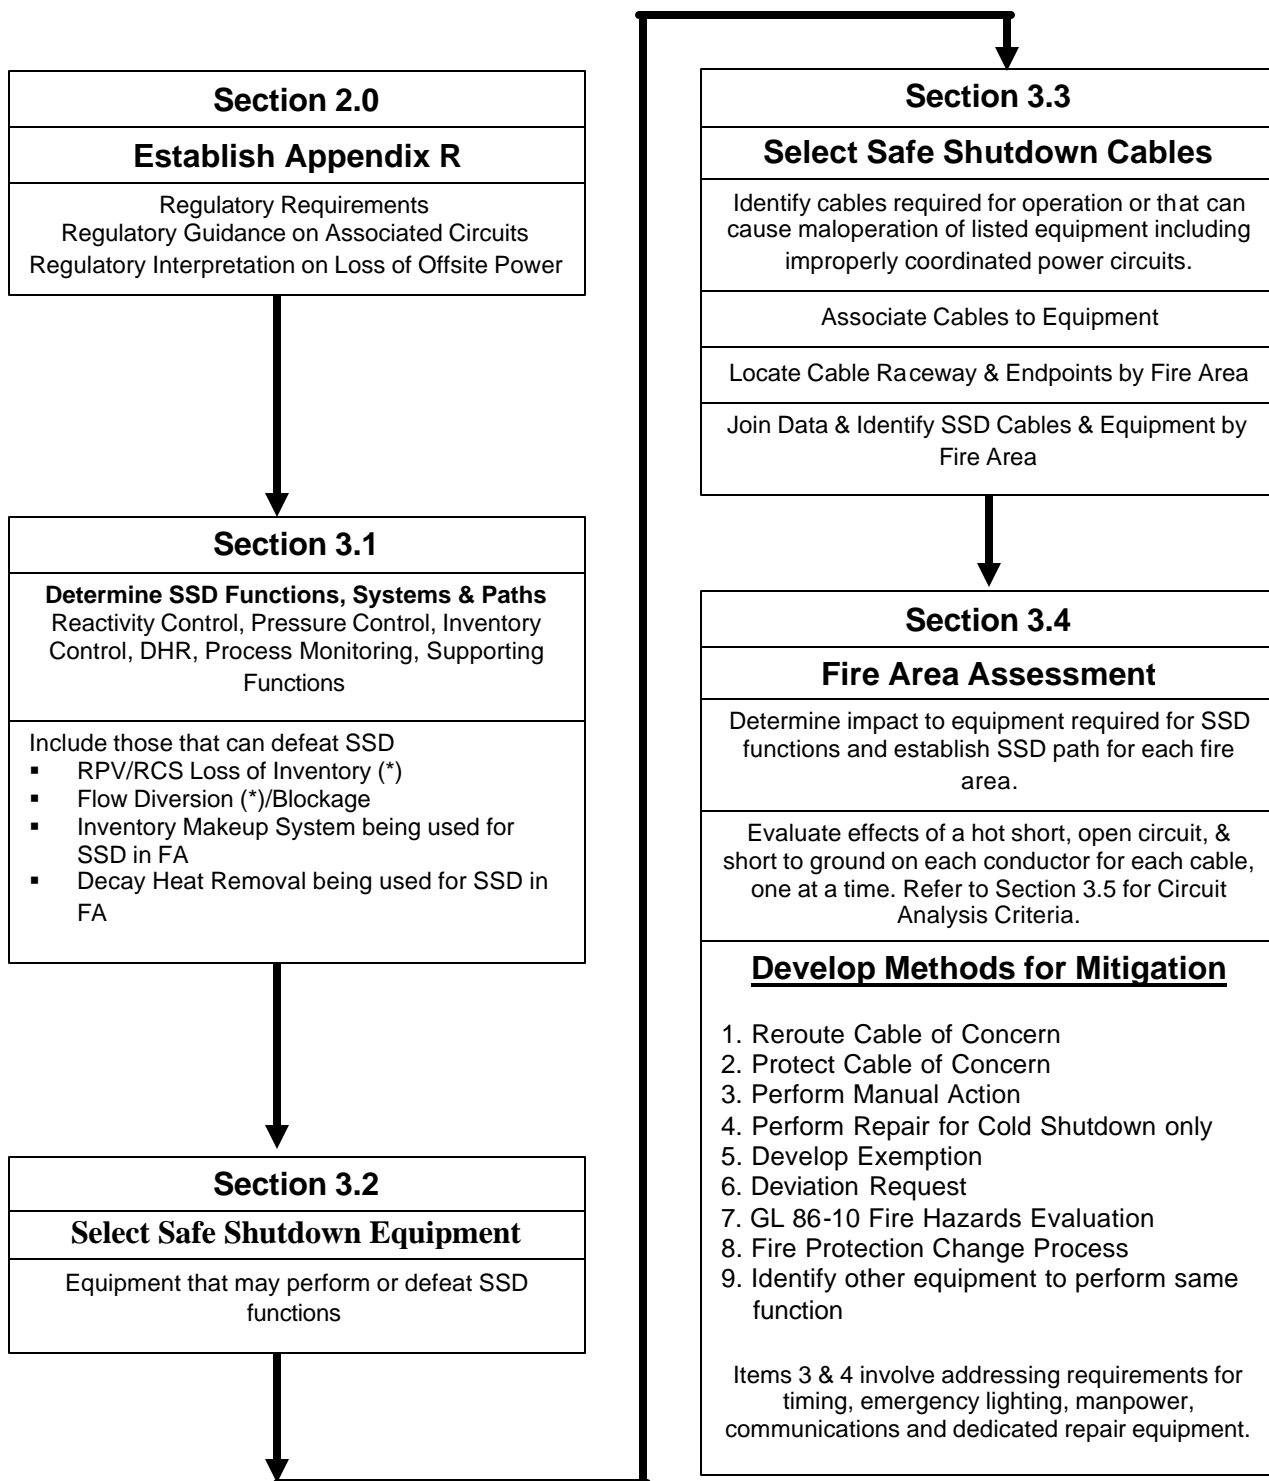 Section 2.0
Establish Appendix R
Regulatory Requirements
Regulatory Guidance on Associated Circuits
Regulatory Interpretation on Loss of Offsite Power
Section 3.1
Determine SSD Functions, Systems & Paths
Reactivity Control, Pressure Control, Inventory
Control, DHR, Process Monitoring, Supporting
Functions
Include those that can defeat SSD
▪ RPV/RCS Loss of Inventory (*)
▪ Flow Diversion (*)/Blockage
▪ Inventory Makeup System being used for
SSD in FA
▪ Decay Heat Removal being used for SSD in
FA
Section 3.2
Select Safe Shutdown Equipment
Equipment that may perform or defeat SSD
functions
Section 3.3
Select Safe Shutdown Cables
Identify cables required for operation or that can
cause maloperation of listed equipment including
improperly coordinated power circuits.
Associate Cables to Equipment
Locate Cable Raceway & Endpoints by Fire Area
Join Data & Identify SSD Cables & Equipment by
Fire Area
Section 3.4
Fire Area Assessment
Determine impact to equipment required for SSD
functions and establish SSD path for each fire
area.
Evaluate effects of a hot short, open circuit, &
short to ground on each conductor for each cable,
one at a time. Refer to Section 3.5 for Circuit
Analysis Criteria.
Develop Methods for Mitigation
1. Reroute Cable of Concern
2. Protect Cable of Concern
3. Perform Manual Action
4. Perform Repair for Cold Shutdown only
5. Develop Exemption
6. Deviation Request
7. GL 86-10 Fire Hazards Evaluation
8. Fire Protection Change Process
9. Identify other equipment to perform same
function
Items 3 & 4 involve addressing requirements for
timing, emergency lighting, manpower,
communications and dedicated repair equipment.